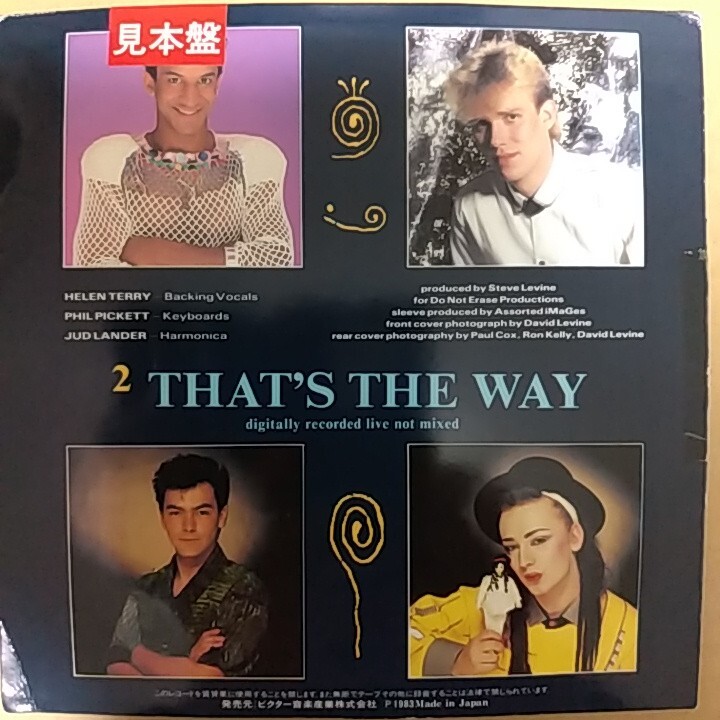 見本盤
HELEN TERRY – Backing Vocals
PHIL PICKETT – Keyboards
JUD LANDER – Harmonica
produced by Steve Levine
for Do Not Erase Productions
sleeve produced by Assorted iMaGes
front cover photograph by David Levine
rear cover photography by Paul Cox, Ron Kelly, David Levine
2 THAT'S THE WAY
digitally recorded live not mixed
このレコードを賃貸業に使用することを禁じます。また無断でテープその他に録音することは法律で禁じられています
発売元/ビクター音楽産業株式会社 P 1983 Made in Japan